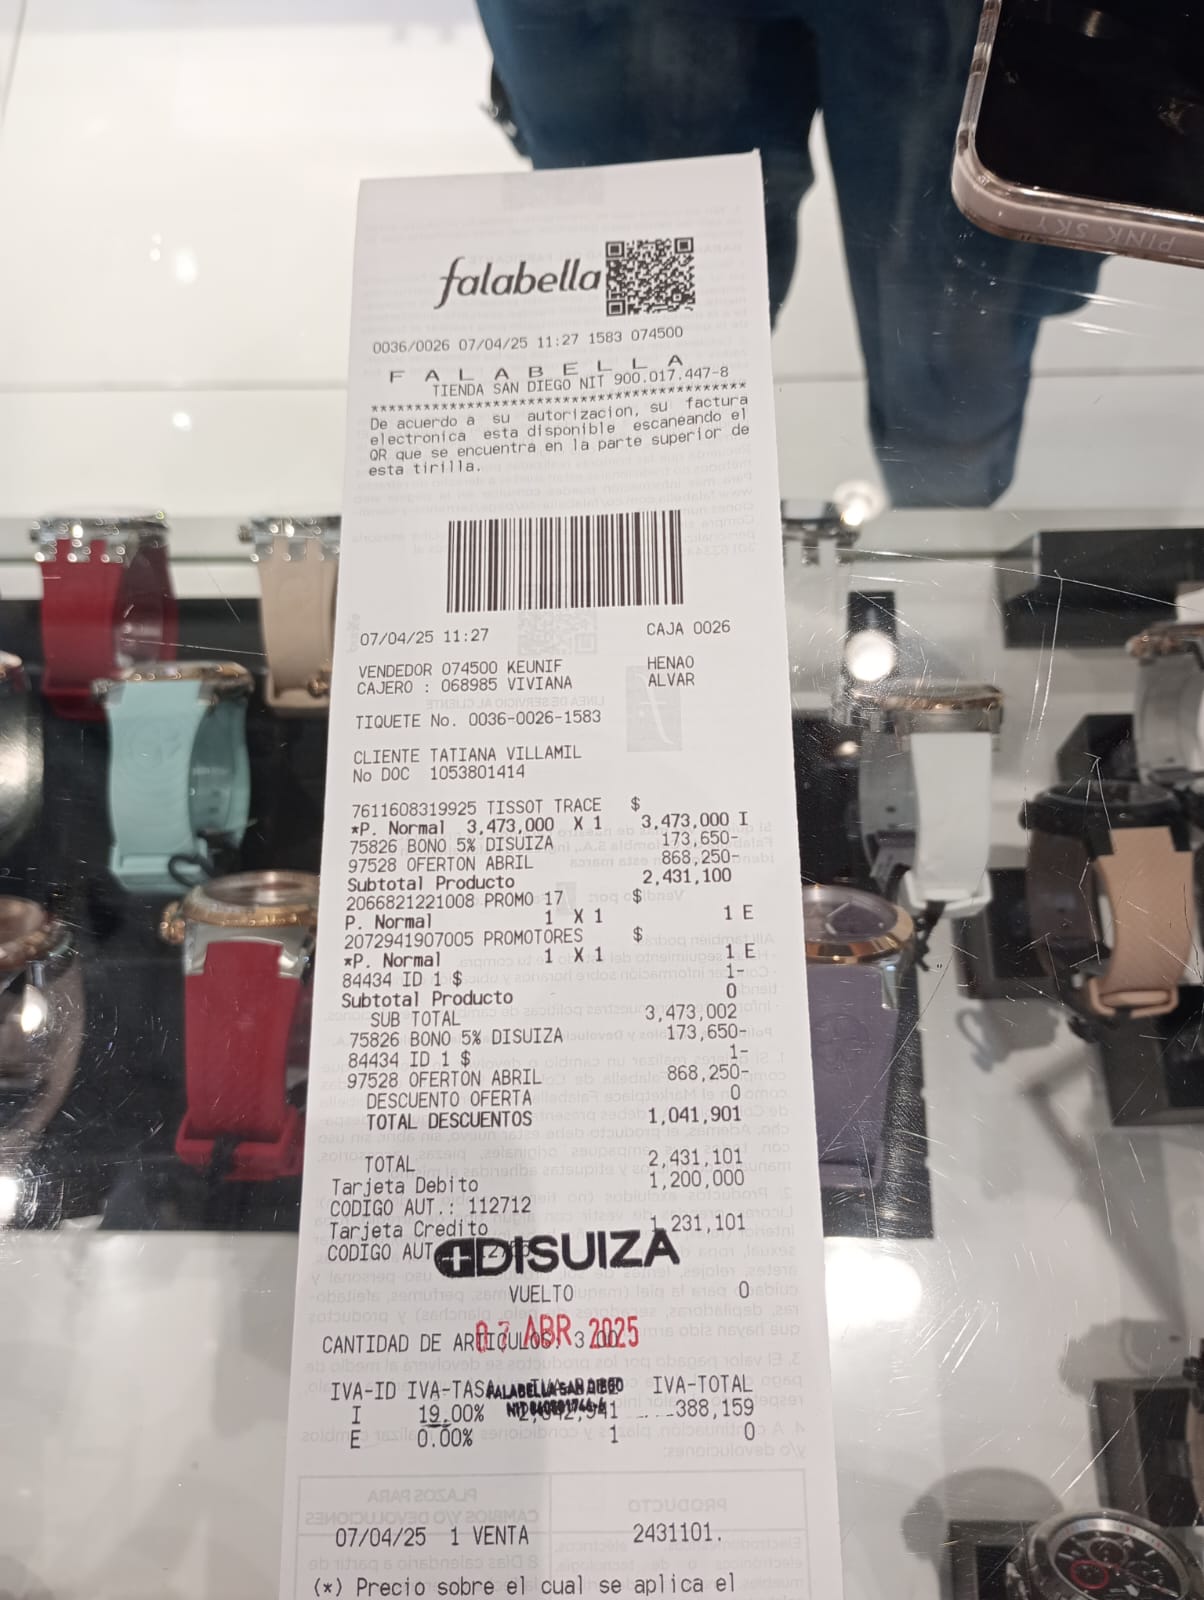 falabella
0036/0026 07/04/25 11:27 1583 074500
F A L A B E L L A
TIENDA SAN DIEGO NIT 900.017.447-8
****************************************
De acuerdo a su autorizacion, su factura
electronica esta disponible escaneando el
QR que se encuentra en la parte superior de
esta tirilla.
07/04/25 11:27 CAJA 0026
VENDEDOR 074500 KEUNIF HENAO
CAJERO : 068985 VIVIANA ALVAR
TIQUETE No. 0036-0026-1583
CLIENTE TATIANA VILLAMIL
No DOC 1053801414
7611608319925 TISSOT TRACE $
*P. Normal 3,473,000 X 1 3,473,000 I
75826 BONO 5% DISUIZA 173,650-
97528 OFERTON ABRIL 868,250-
Subtotal Producto 2,431,100
2066821221008 PROMO 17 $
P. Normal 1 X 1 1 E
2072941907005 PROMOTORES $
*P. Normal 1 X 1 1 E
84434 ID 1 $ 1-
Subtotal Producto 0
SUB TOTAL 3,473,002
75826 BONO 5% DISUIZA 173,650-
84434 ID 1 $ 1-
97528 OFERTON ABRIL 868,250-
DESCUENTO OFERTA 0
TOTAL DESCUENTOS 1,041,901
TOTAL 2,431,101
Tarjeta Debito 1,200,000
CODIGO AUT.: 112712
Tarjeta Credito 1,231,101
CODIGO AUT
DISUIZA
VUELTO 0
07 ABR 2025
CANTIDAD DE ARTICULOS, 3.00
IVA-ID IVA-TASA IVA-TOTAL
FALABELLA SAN DIEGO
I 19.00% 388,159
E 0.00% 1 0
07/04/25 1 VENTA 2431101.
(*) Precio sobre el cual se aplica el
PINK SKY